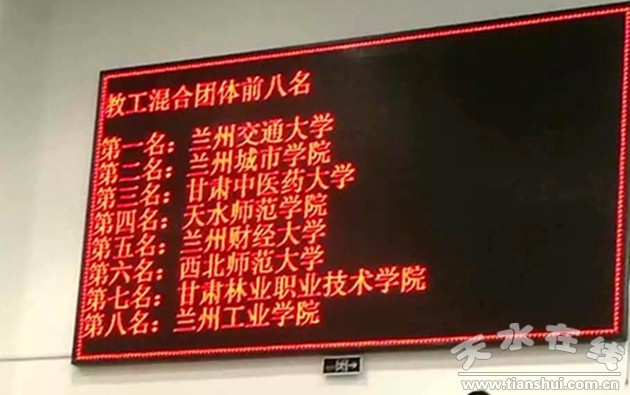 教工混合团体前八名
第一名：兰州交通大学
第二名：兰州城市学院
第三名：甘肃中医药大学
第四名：天水师范学院
第五名：兰州财经大学
第六名：西北师范大学
第七名：甘肃林业职业技术学院
第八名：兰州工业学院
天水在线
www.tianshui.com.cn